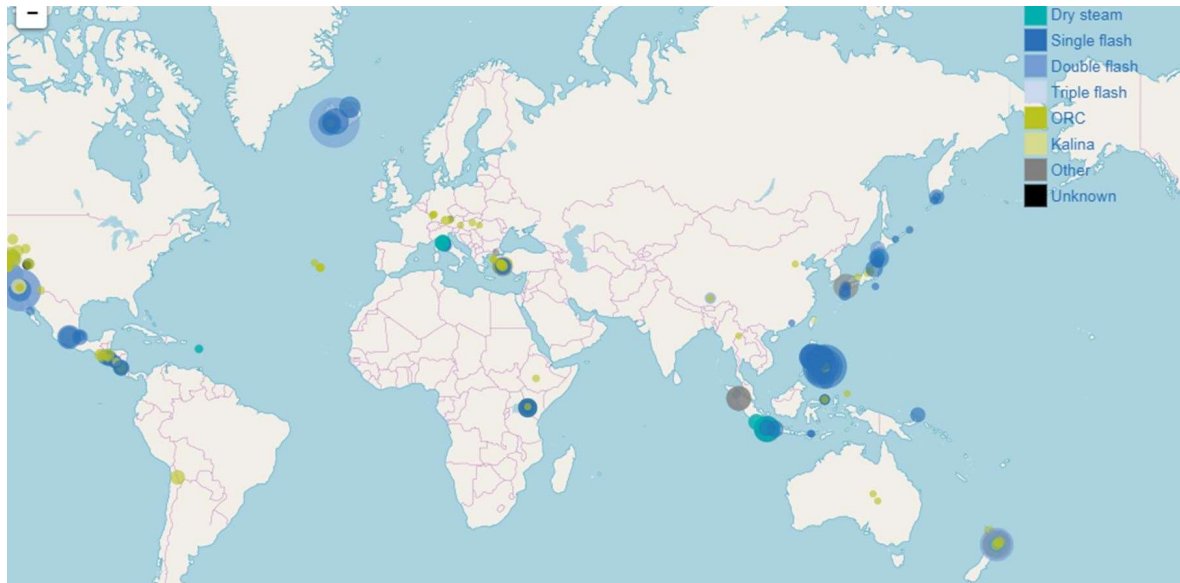 −
Dry steam
Single flash
Double flash
Triple flash
ORC
Kalina
Other
Unknown